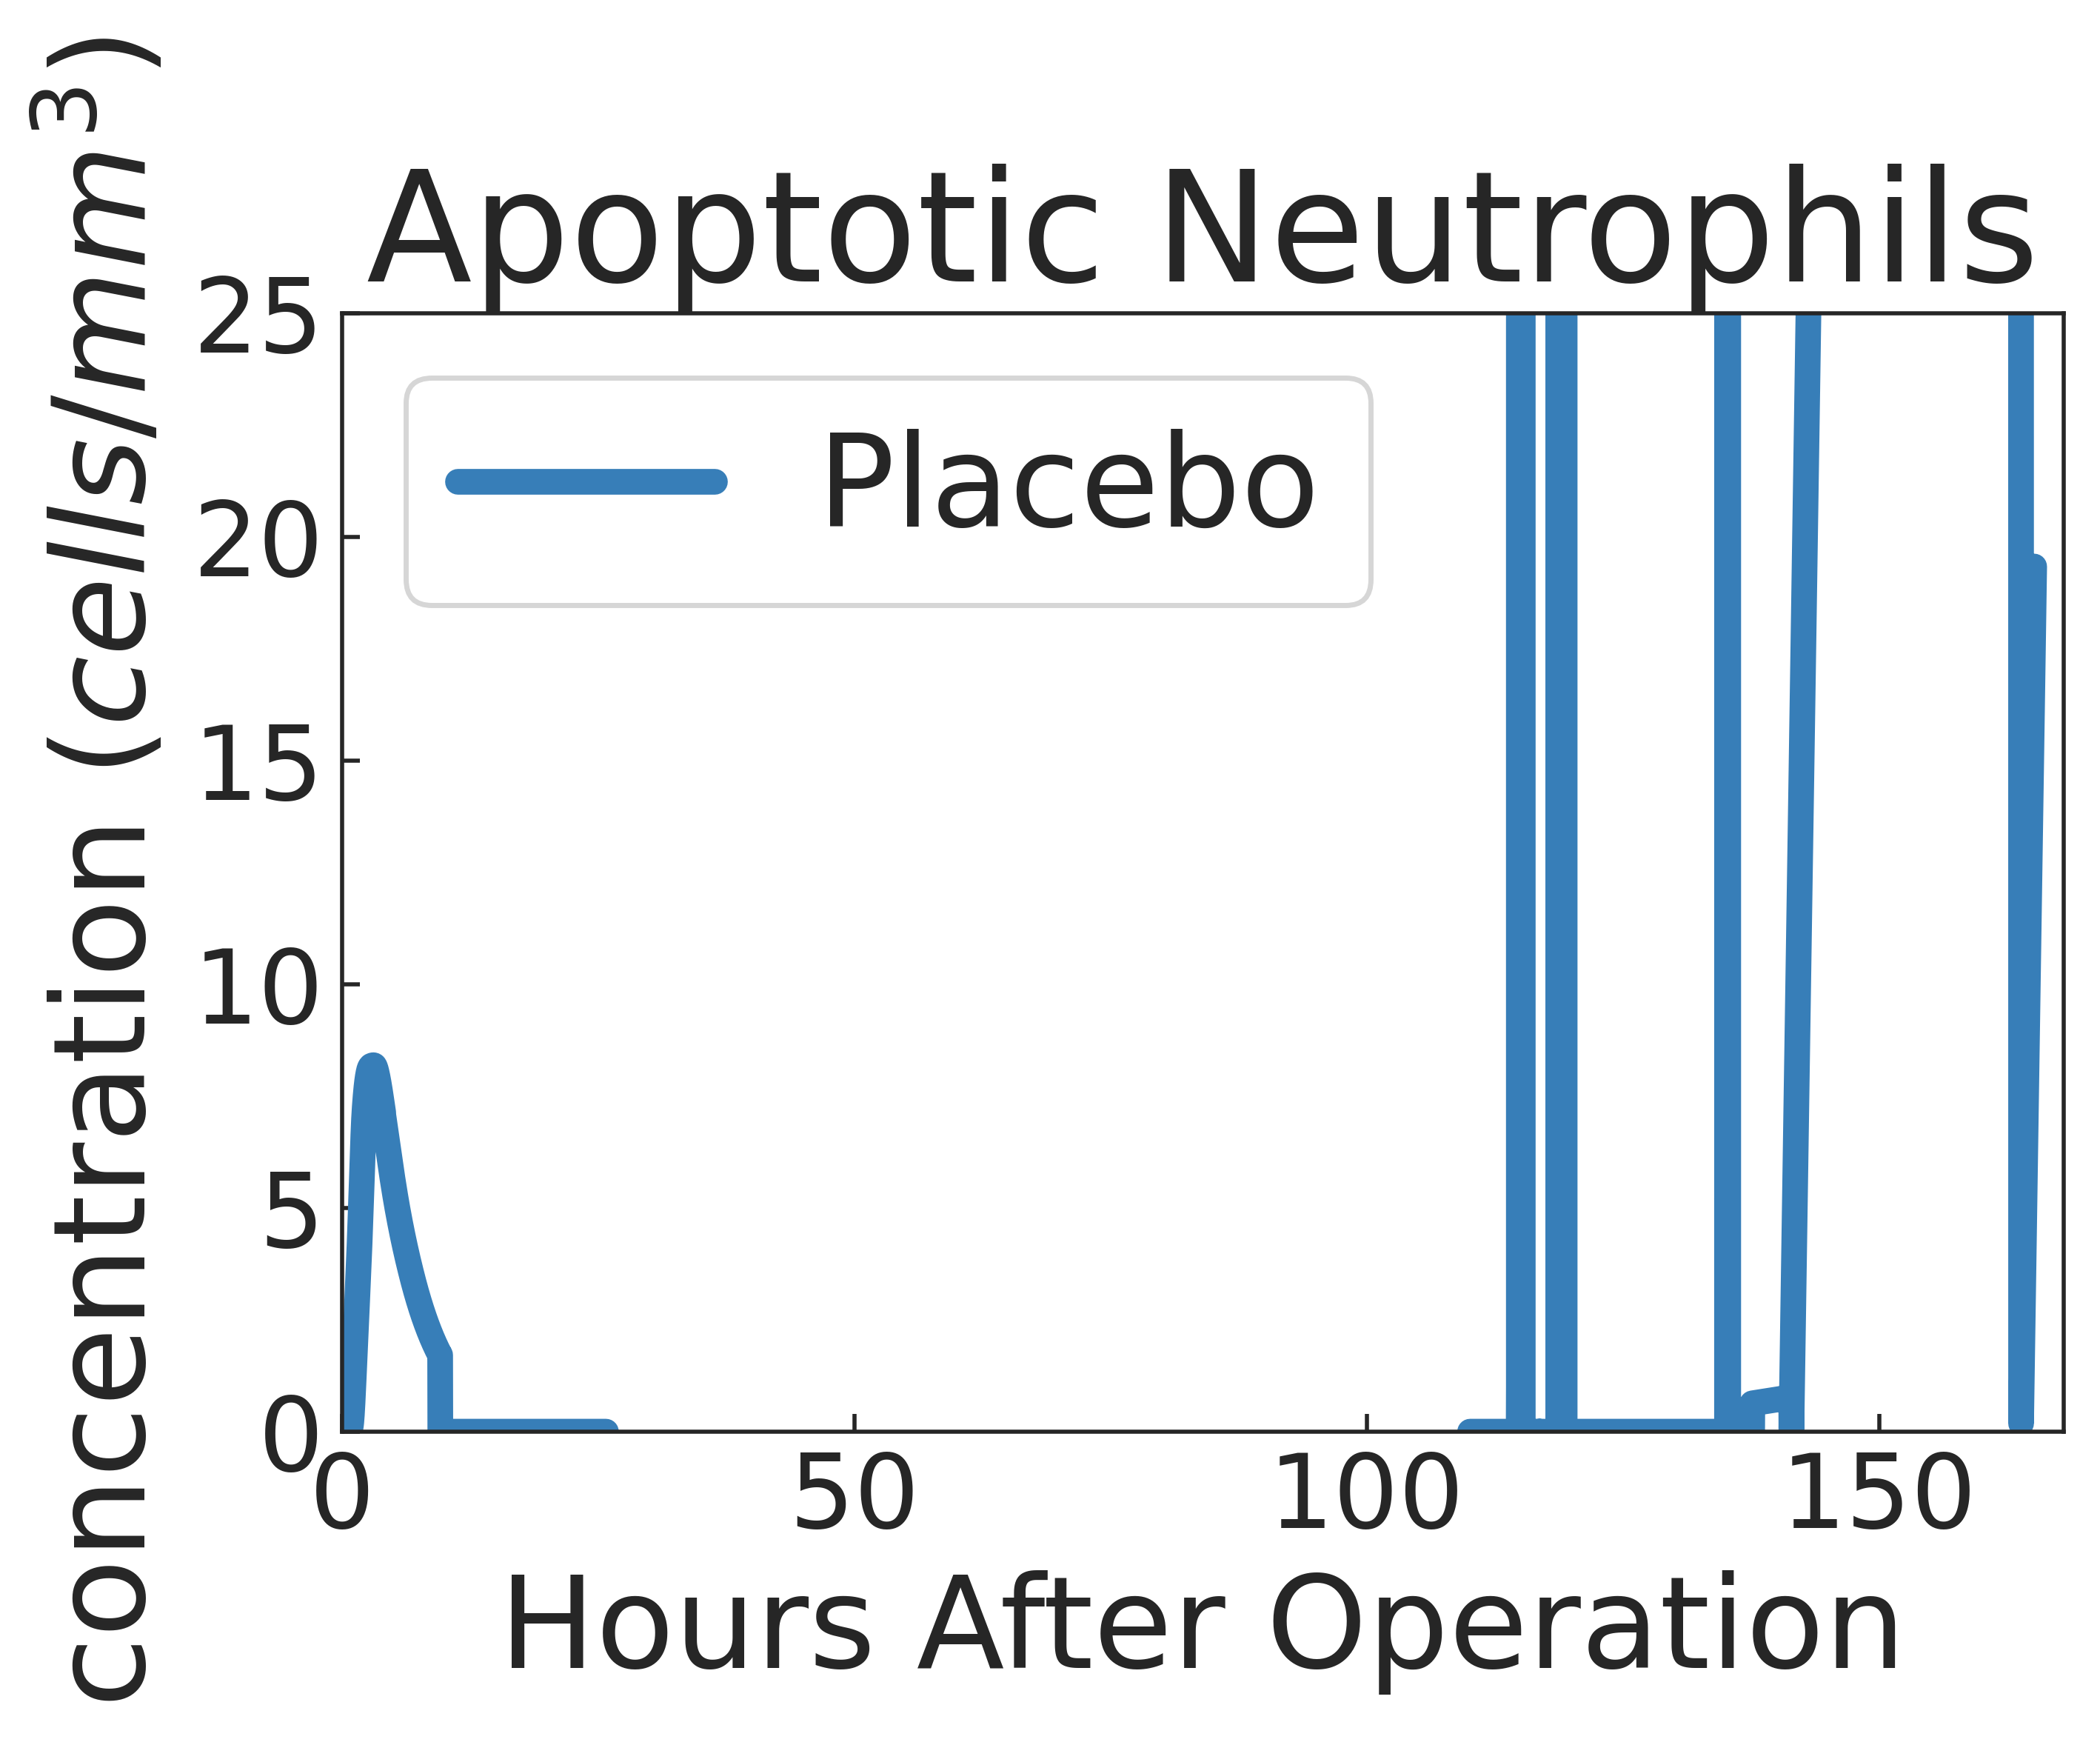 Apoptotic Neutrophils
concentration (cells/mm³)
25
20
15
10
5
0
Placebo
0 50 100 150
Hours After Operation